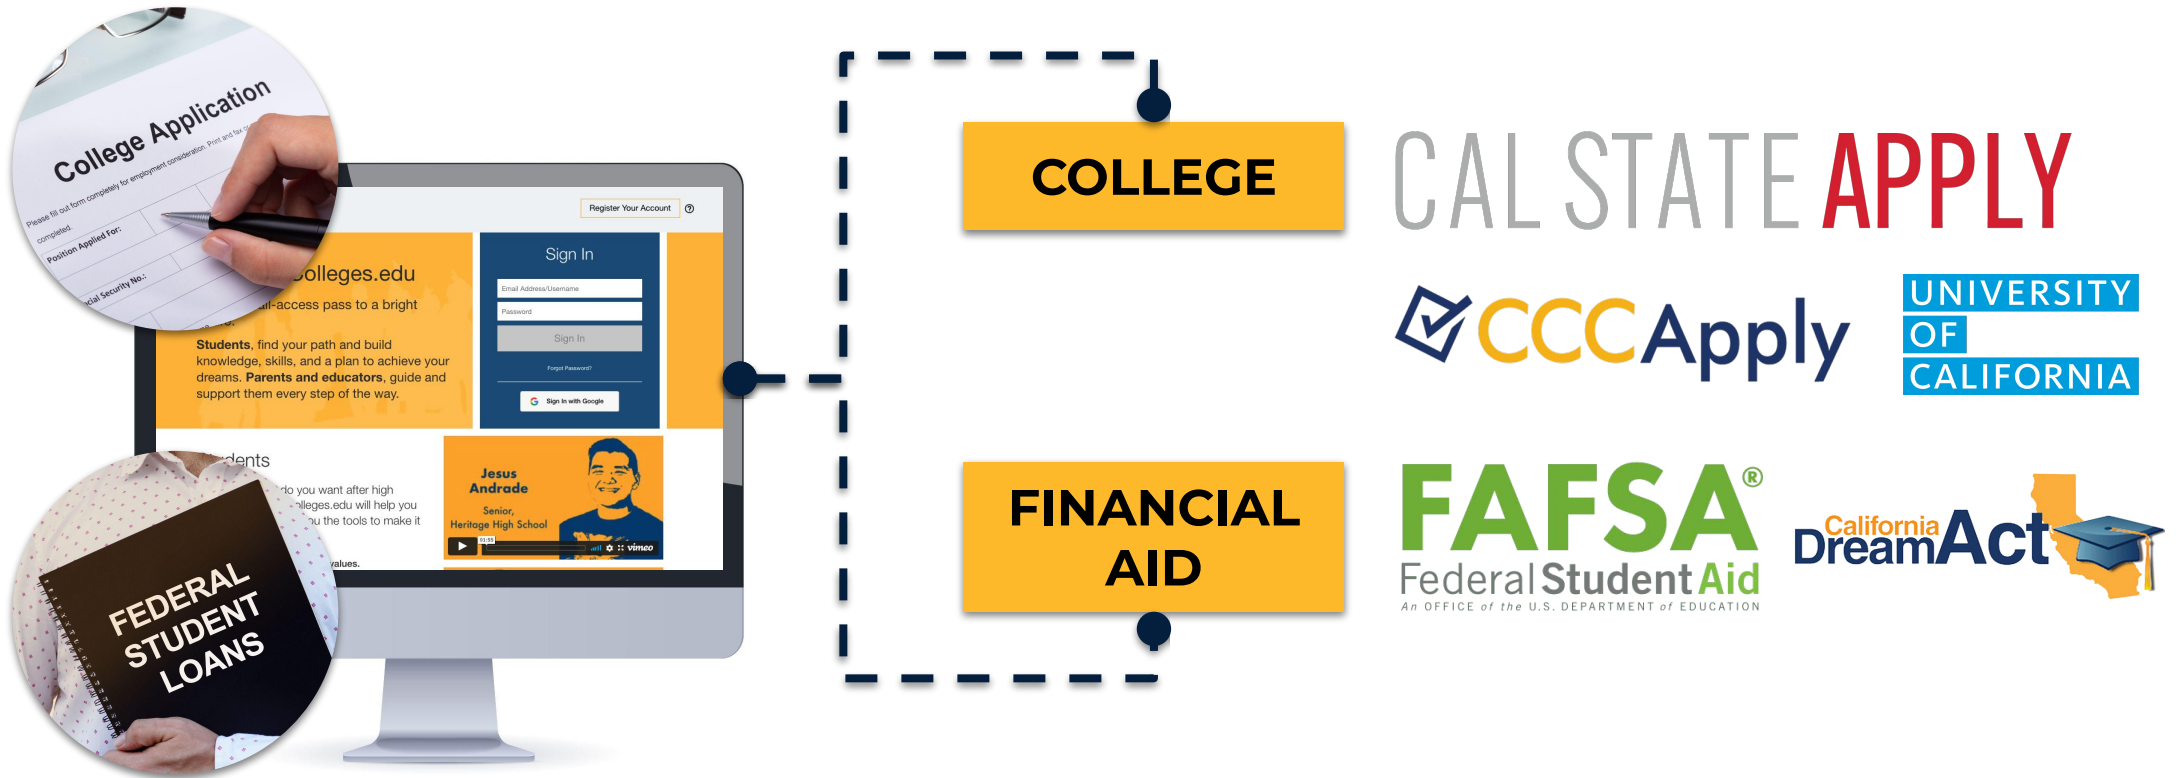 College Application
Please fill out form completely for employment consideration. Print and fax or
completed.
Position Applied For:
Social Security No.:
Register Your Account
olleges.edu
all-access pass to a bright
Students, find your path and build
knowledge, skills, and a plan to achieve your
dreams. Parents and educators, guide and
support them every step of the way.
Sign In
Email Address/Username
Password
Sign In
Forgot Password?
G Sign In with Google
dents
do you want after high
lleges.edu will help you
ou the tools to make it
values.
Jesus
Andrade
Senior,
Heritage High School
01:55
vimeo
FEDERAL
STUDENT
LOANS
COLLEGE
CAL STATE APPLY
CCCApply
UNIVERSITY
OF
CALIFORNIA
FINANCIAL
AID
FAFSA®
Federal Student Aid
An OFFICE of the U.S. DEPARTMENT of EDUCATION
California
DreamAct